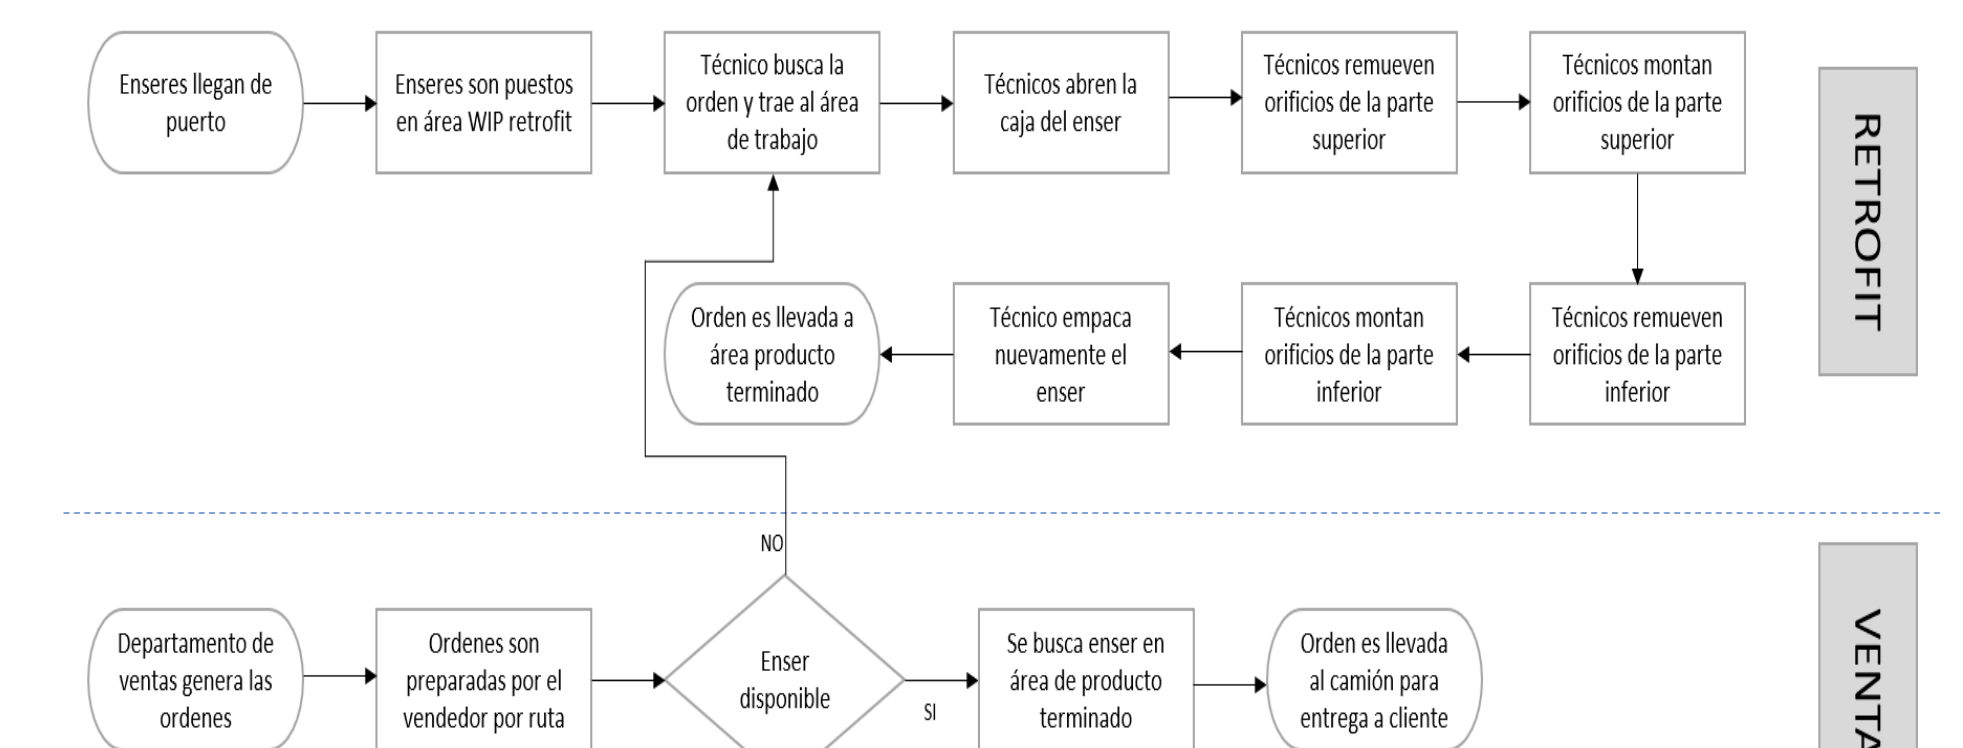 Enseres llegan de
puerto
Enseres son puestos
en área WIP retrofit
Técnico busca la
orden y trae al área
de trabajo
Técnicos abren la
caja del enser
Técnicos remueven
orificios de la parte
superior
Técnicos montan
orificios de la parte
superior
RETROFIT
Técnicos remueven
orificios de la parte
inferior
Técnicos montan
orificios de la parte
inferior
Técnico empaca
nuevamente el
enser
Orden es llevada a
área producto
terminado
NO
Departamento de
ventas genera las
ordenes
Ordenes son
preparadas por el
vendedor por ruta
Enser
disponible
SI
Se busca enser en
área de producto
terminado
Orden es llevada
al camión para
entrega a cliente
VENTA